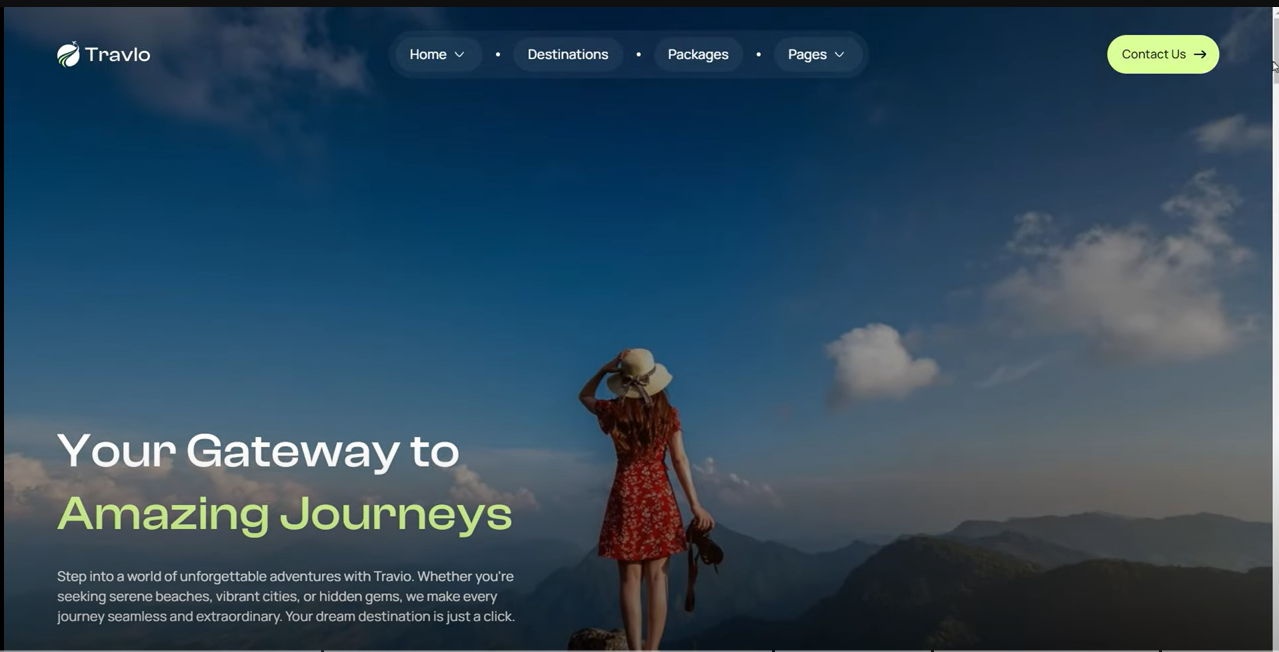 Travlo
Home
Destinations
Packages
Pages
Contact Us
Your Gateway to
Amazing Journeys
Step into a world of unforgettable adventures with Travio. Whether you're
seeking serene beaches, vibrant cities, or hidden gems, we make every
journey seamless and extraordinary. Your dream destination is just a click.